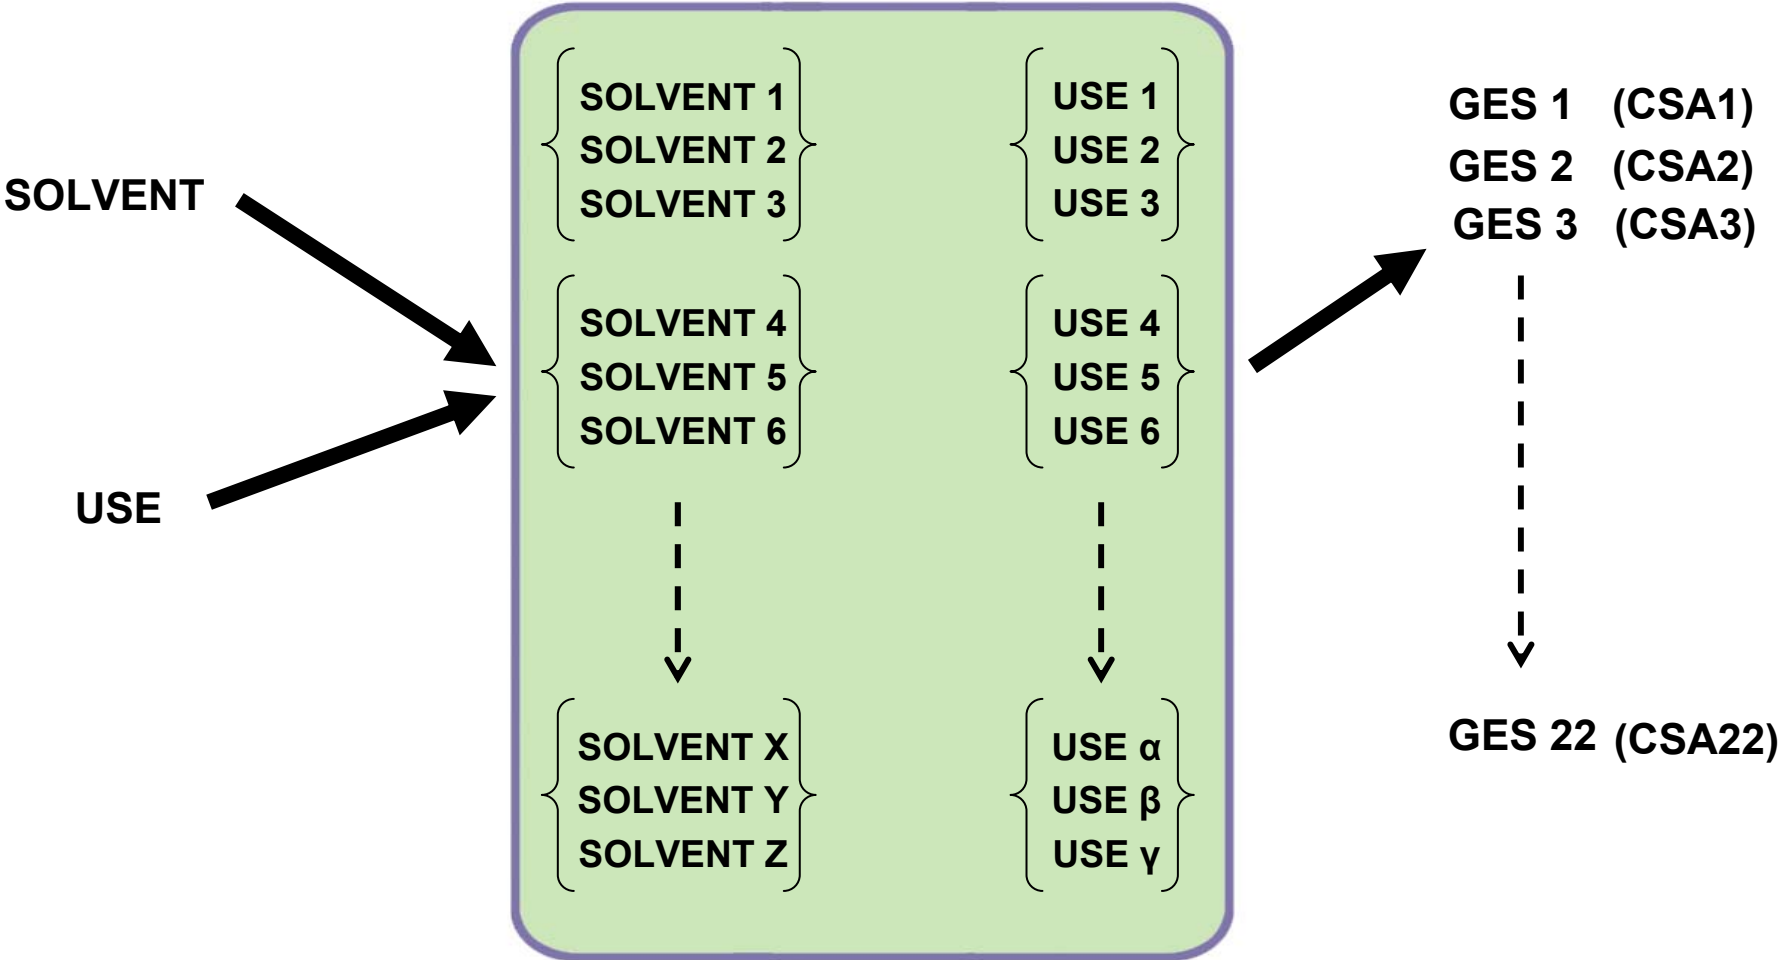 SOLVENT
USE
SOLVENT 1
SOLVENT 2
SOLVENT 3
SOLVENT 4
SOLVENT 5
SOLVENT 6
SOLVENT X
SOLVENT Y
SOLVENT Z
USE 1
USE 2
USE 3
USE 4
USE 5
USE 6
USE α
USE β
USE γ
GES 1 (CSA1)
GES 2 (CSA2)
GES 3 (CSA3)
GES 22 (CSA22)